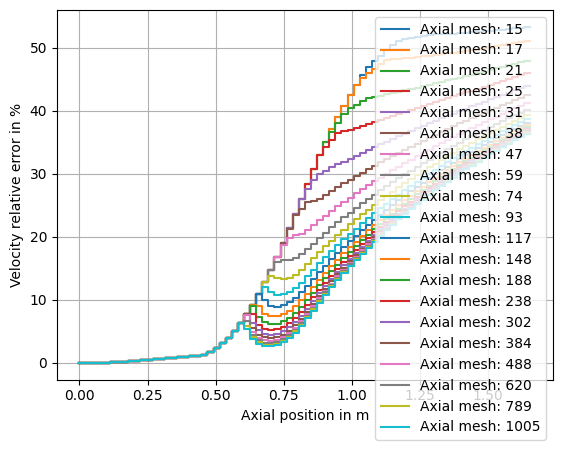 Velocity relative error in %
50
40
30
20
10
0
0.00
0.25
0.50
0.75
1.00
1.25
1.50
Axial position in m
Axial mesh: 15
Axial mesh: 17
Axial mesh: 21
Axial mesh: 25
Axial mesh: 31
Axial mesh: 38
Axial mesh: 47
Axial mesh: 59
Axial mesh: 74
Axial mesh: 93
Axial mesh: 117
Axial mesh: 148
Axial mesh: 188
Axial mesh: 238
Axial mesh: 302
Axial mesh: 384
Axial mesh: 488
Axial mesh: 620
Axial mesh: 789
Axial mesh: 1005